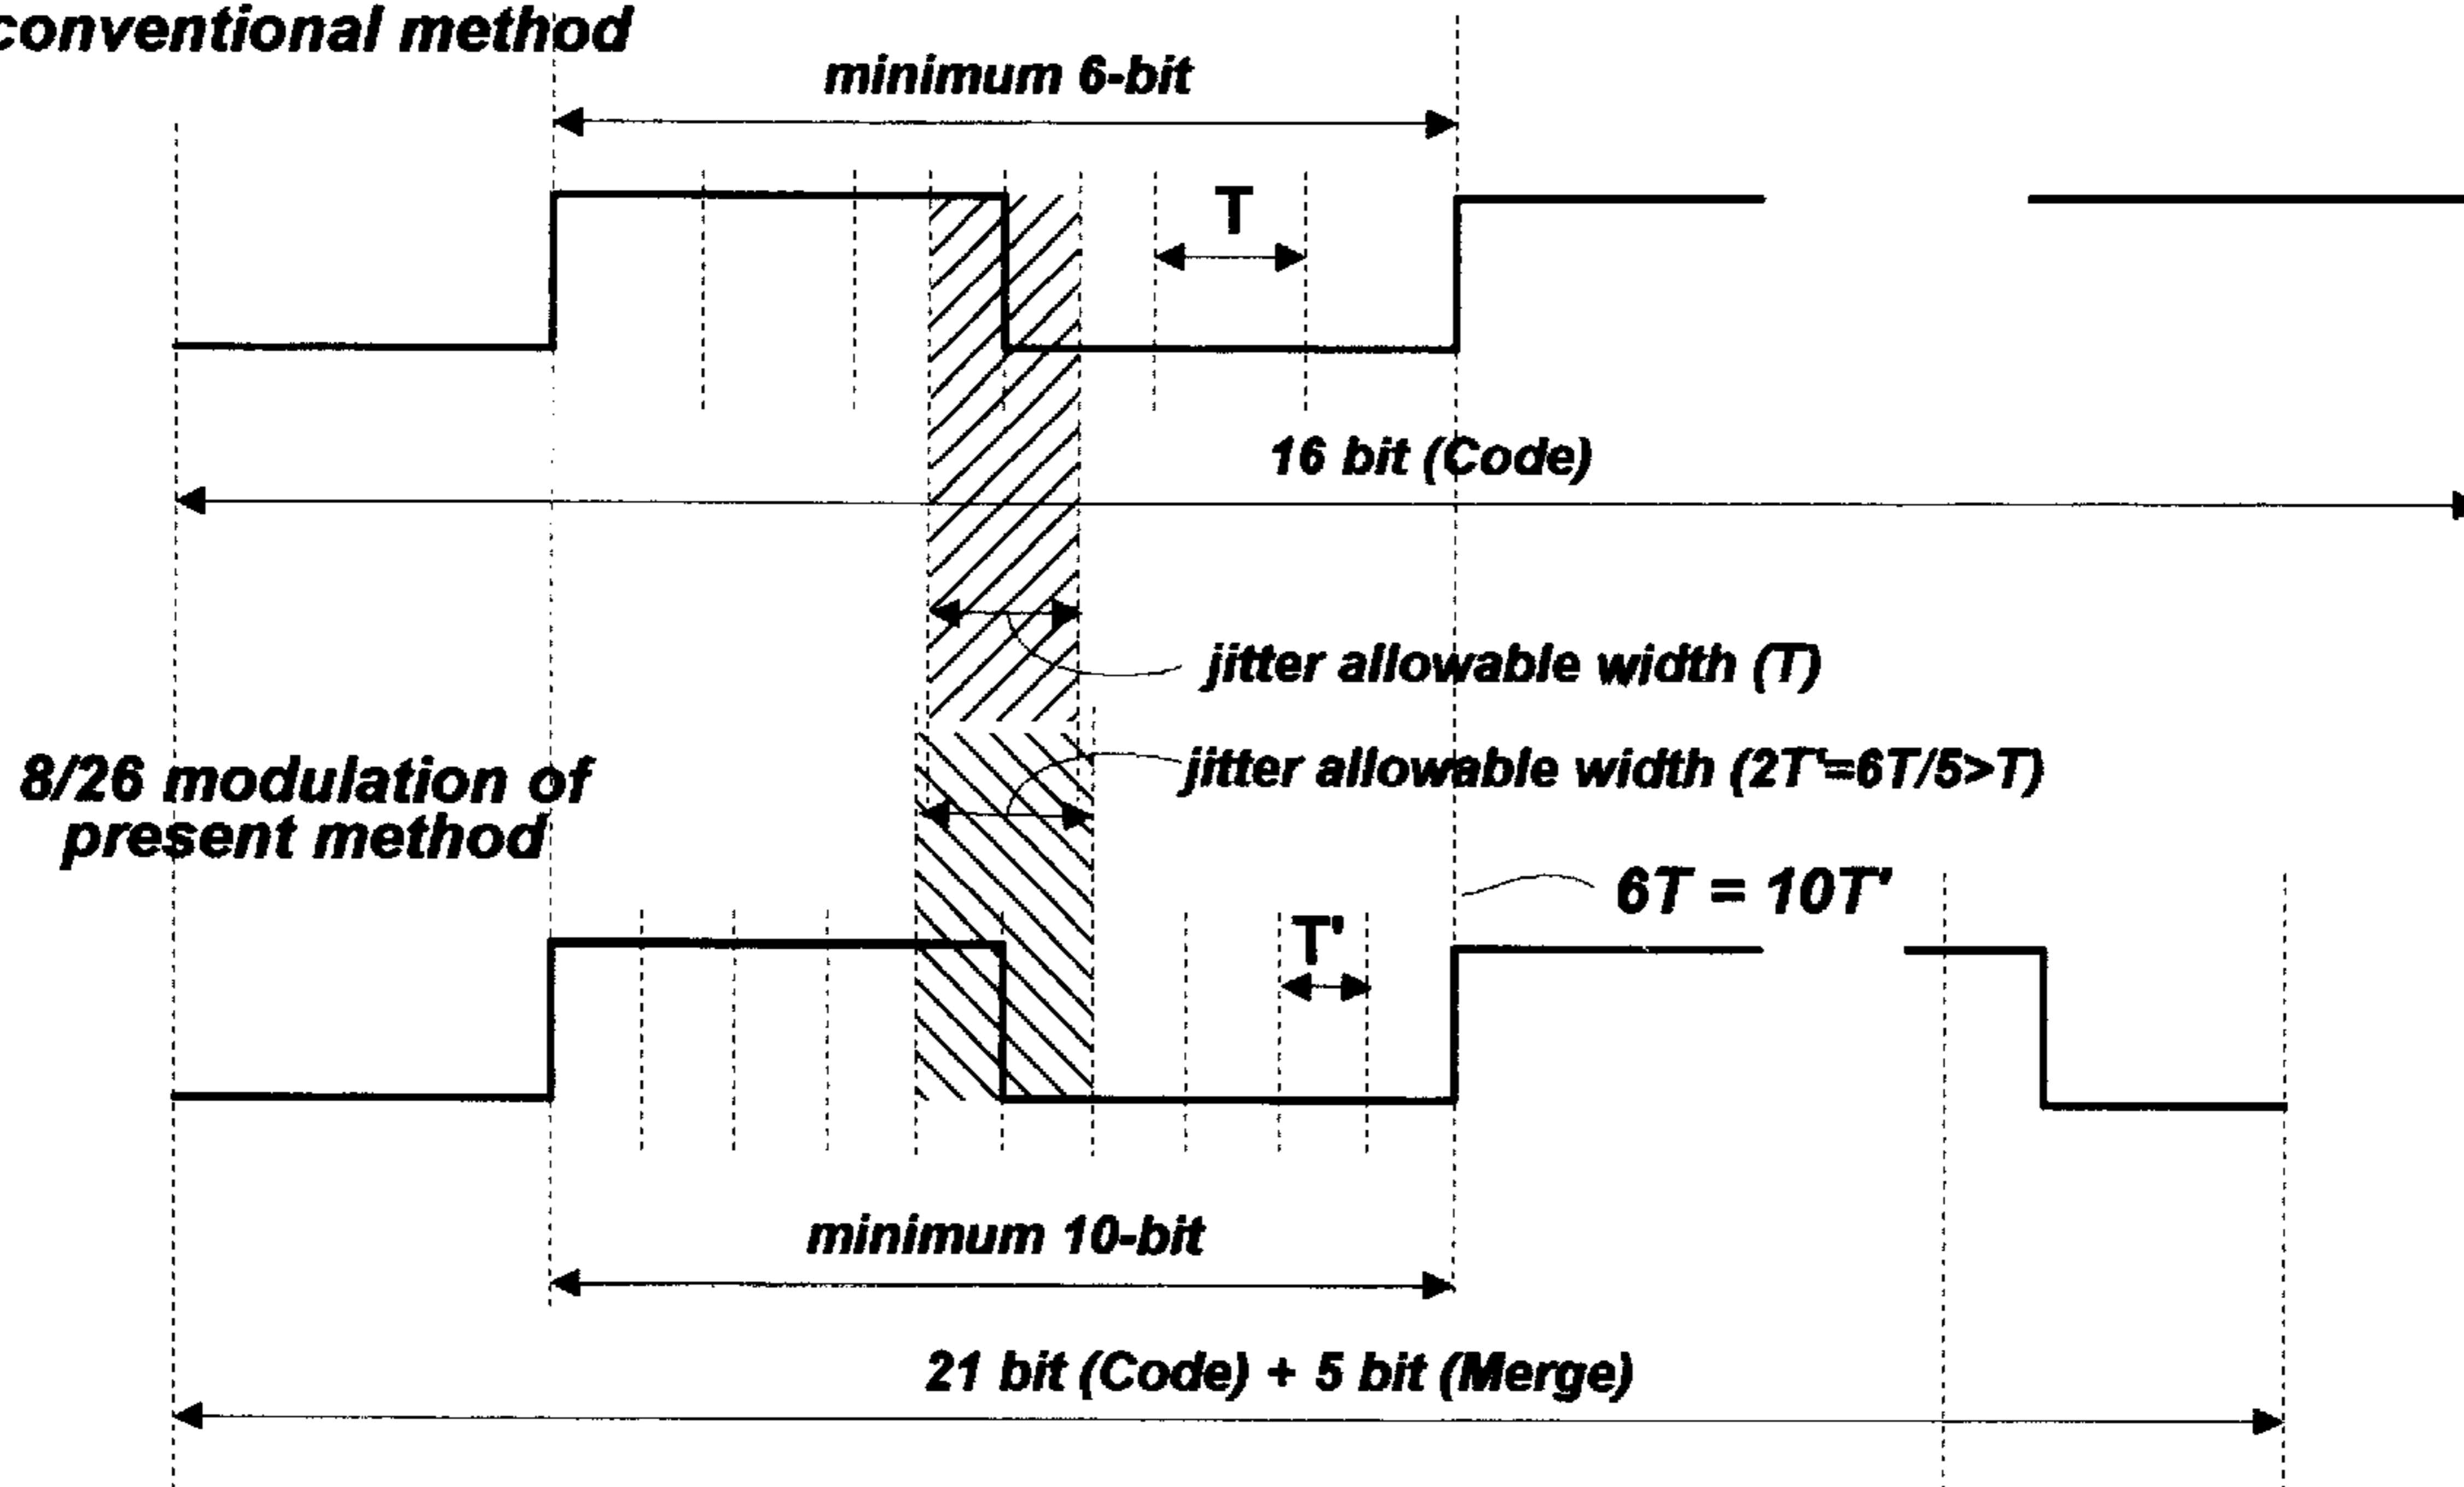 conventional method
minimum 6-bit
T
16 bit (Code)
jitter allowable width (T)
jitter allowable width (2T'=6T/5>T)
8/26 modulation of
present method
6T = 10T'
T'
minimum 10-bit
21 bit (Code) + 5 bit (Merge)